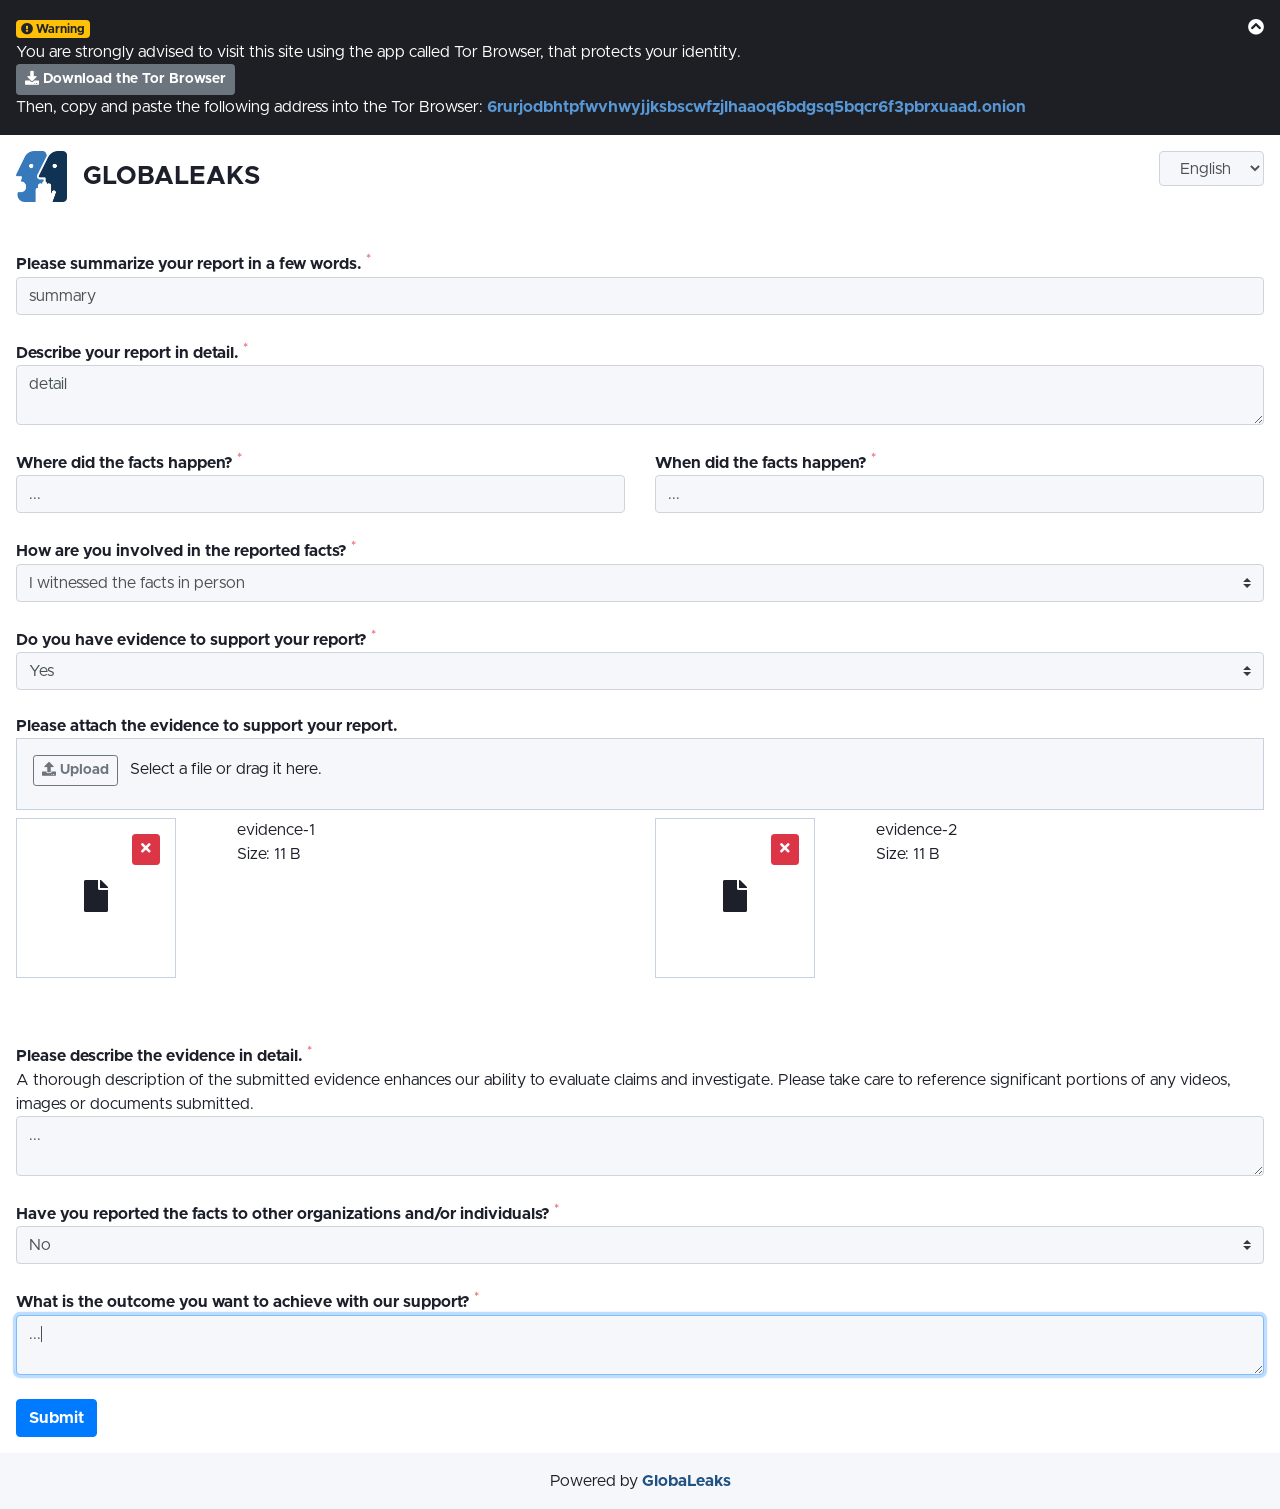 Warning
You are strongly advised to visit this site using the app called Tor Browser, that protects your identity.
Download the Tor Browser
Then, copy and paste the following address into the Tor Browser: 6rurjodbhtpfwvhwyjjksbscwfzjlhaaoq6bdgsq5bqcr6f3pbrxuaad.onion
GLOBALEAKS
English
Please summarize your report in a few words. *
summary
Describe your report in detail. *
detail
Where did the facts happen? *
...
When did the facts happen? *
...
How are you involved in the reported facts? *
I witnessed the facts in person
Do you have evidence to support your report? *
Yes
Please attach the evidence to support your report.
Upload Select a file or drag it here.
evidence-1
Size: 11 B
evidence-2
Size: 11 B
Please describe the evidence in detail. *
A thorough description of the submitted evidence enhances our ability to evaluate claims and investigate. Please take care to reference significant portions of any videos,
images or documents submitted.
...
Have you reported the facts to other organizations and/or individuals? *
No
What is the outcome you want to achieve with our support? *
...
Submit
Powered by GlobaLeaks